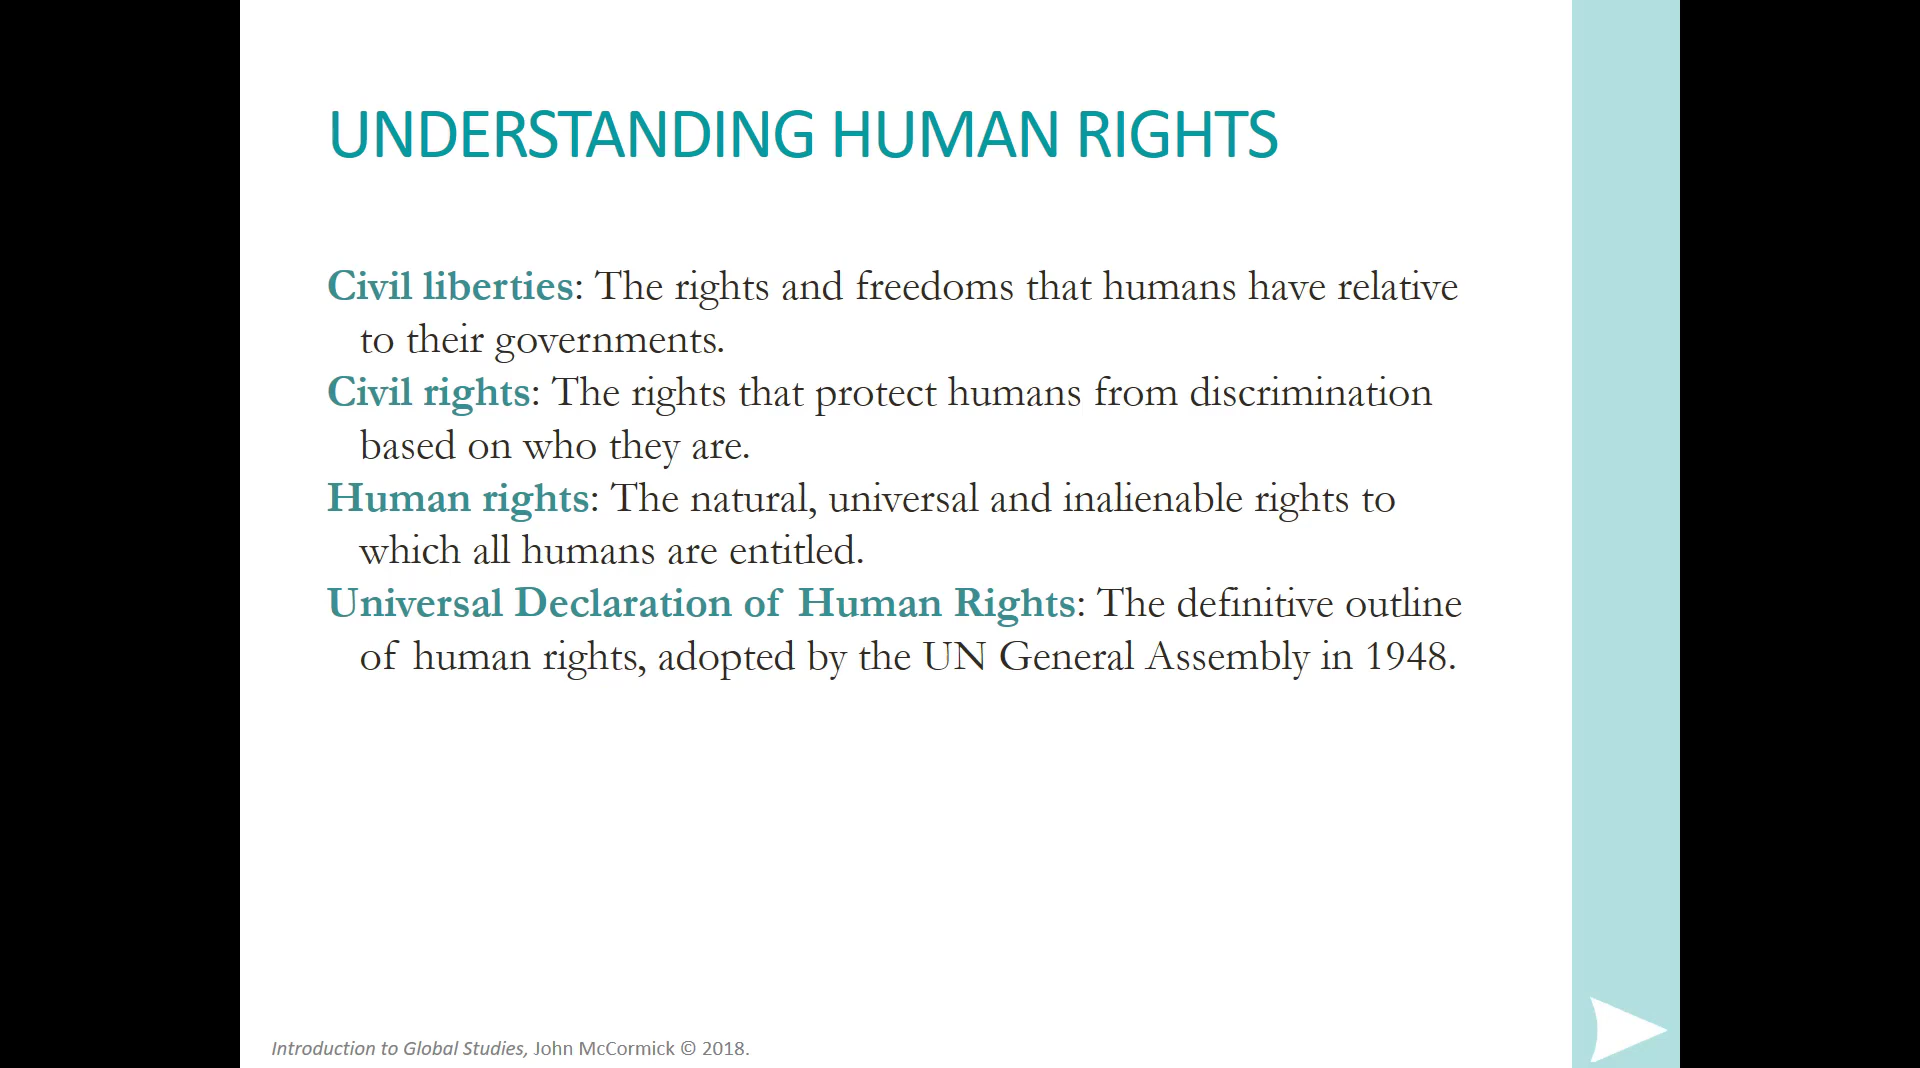 UNDERSTANDING HUMAN RIGHTS
Civil liberties: The rights and freedoms that humans have relative
to their governments.
Civil rights: The rights that protect humans from discrimination
based on who they are.
Human rights: The natural, universal and inalienable rights to
which all humans are entitled.
Universal Declaration of Human Rights: The definitive outline
of human rights, adopted by the UN General Assembly in 1948.
Introduction to Global Studies, John McCormick © 2018.